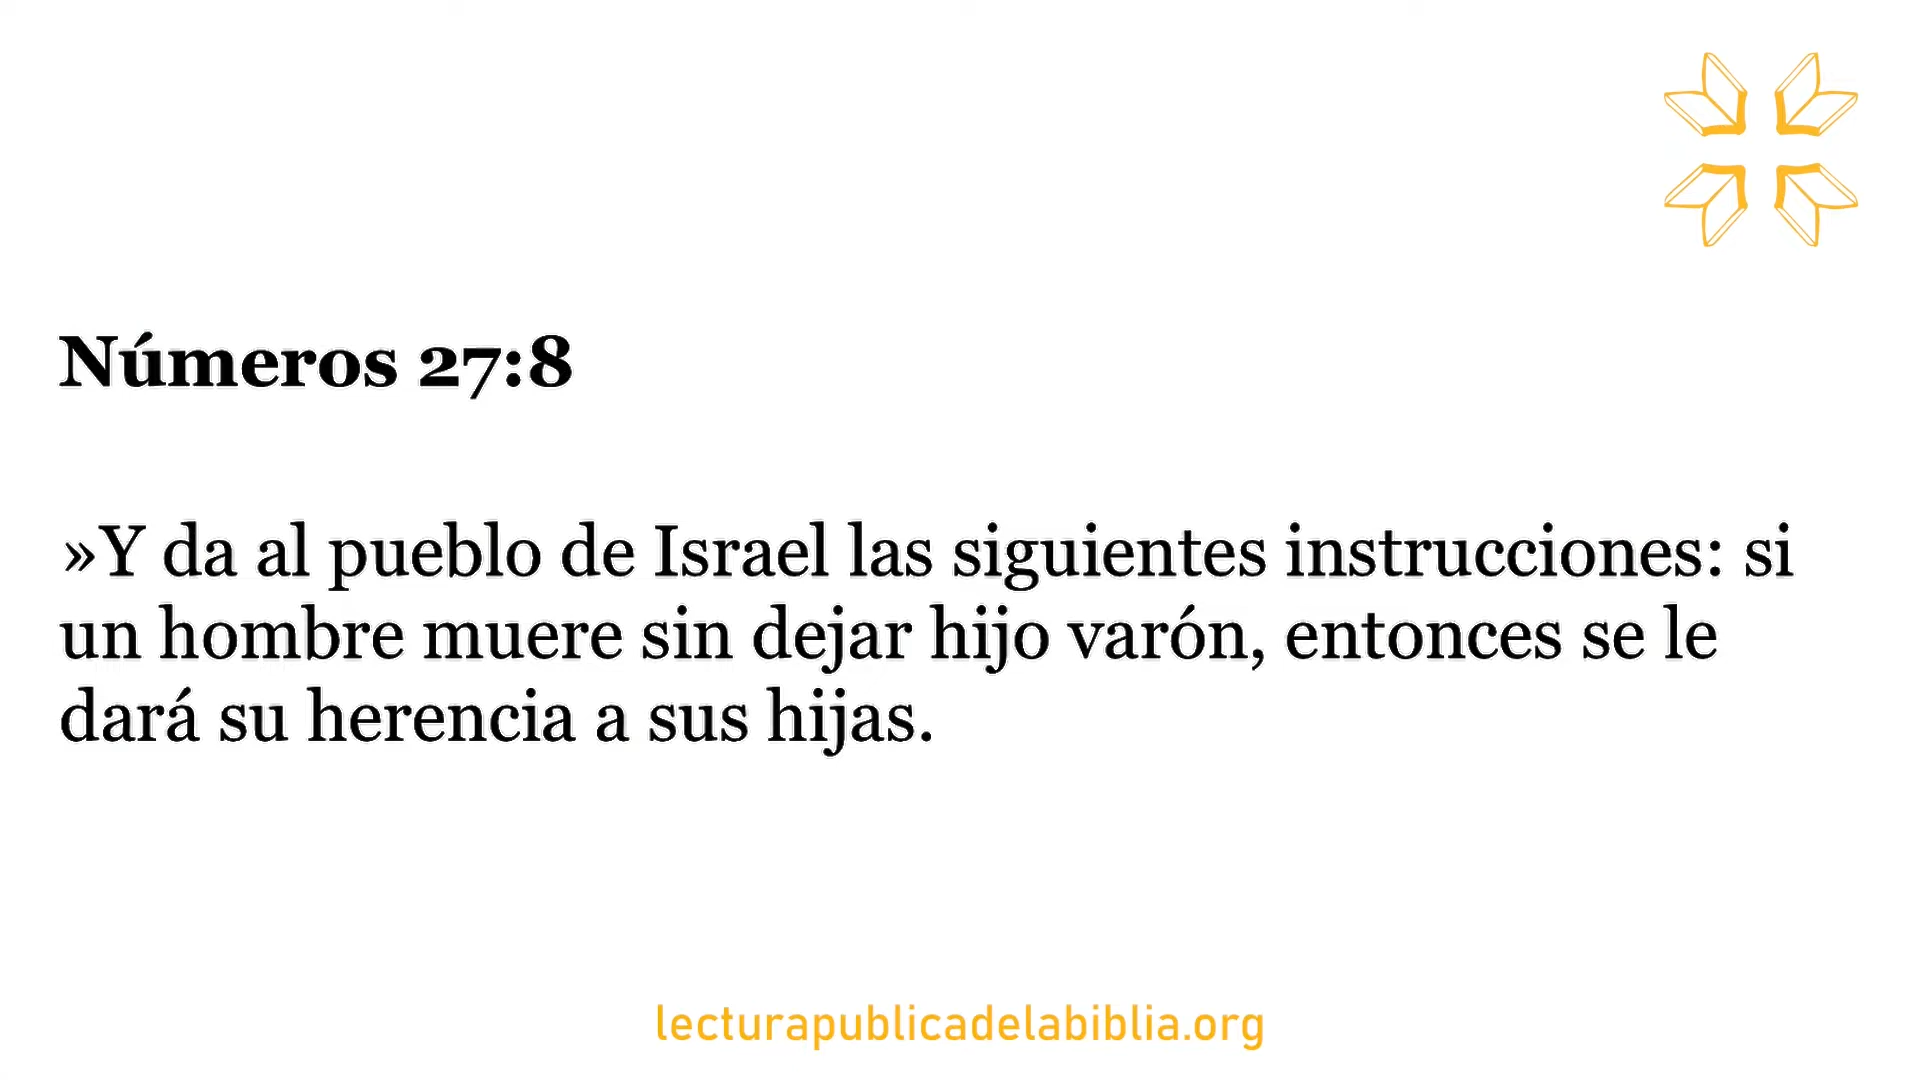 Números 27:8
»Y da al pueblo de Israel las siguientes instrucciones: si
un hombre muere sin dejar hijo varón, entonces se le
dará su herencia a sus hijas.
lecturapublicadelabiblia.org